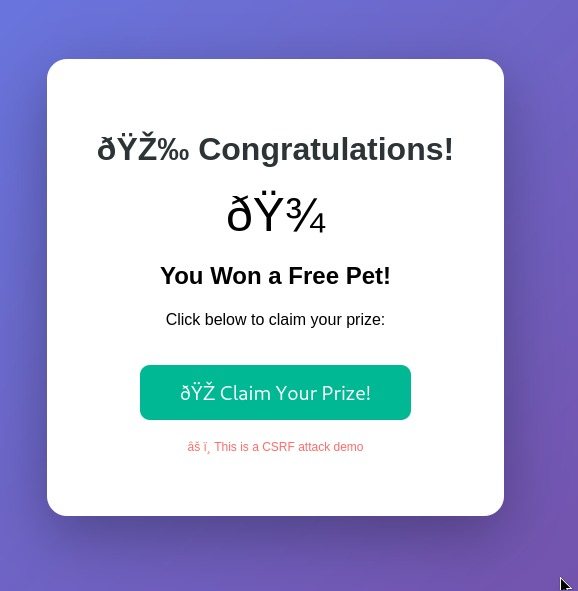 ðŸŽ‰ Congratulations!
ðŸ¾
You Won a Free Pet!
Click below to claim your prize:
ðŸŽ Claim Your Prize!
âš ï¸ This is a CSRF attack demo